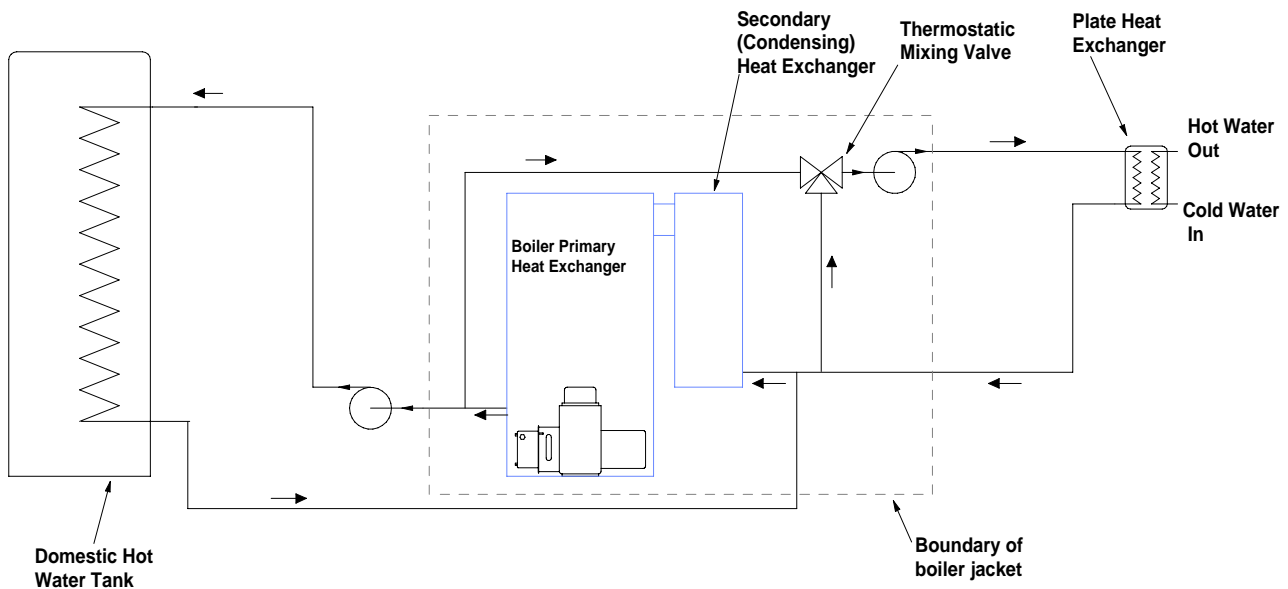 Secondary
(Condensing)
Heat Exchanger
Thermostatic
Mixing Valve
Plate Heat
Exchanger
Hot Water
Out
Cold Water
In
Boiler Primary
Heat Exchanger
Domestic Hot
Water Tank
Boundary of
boiler jacket